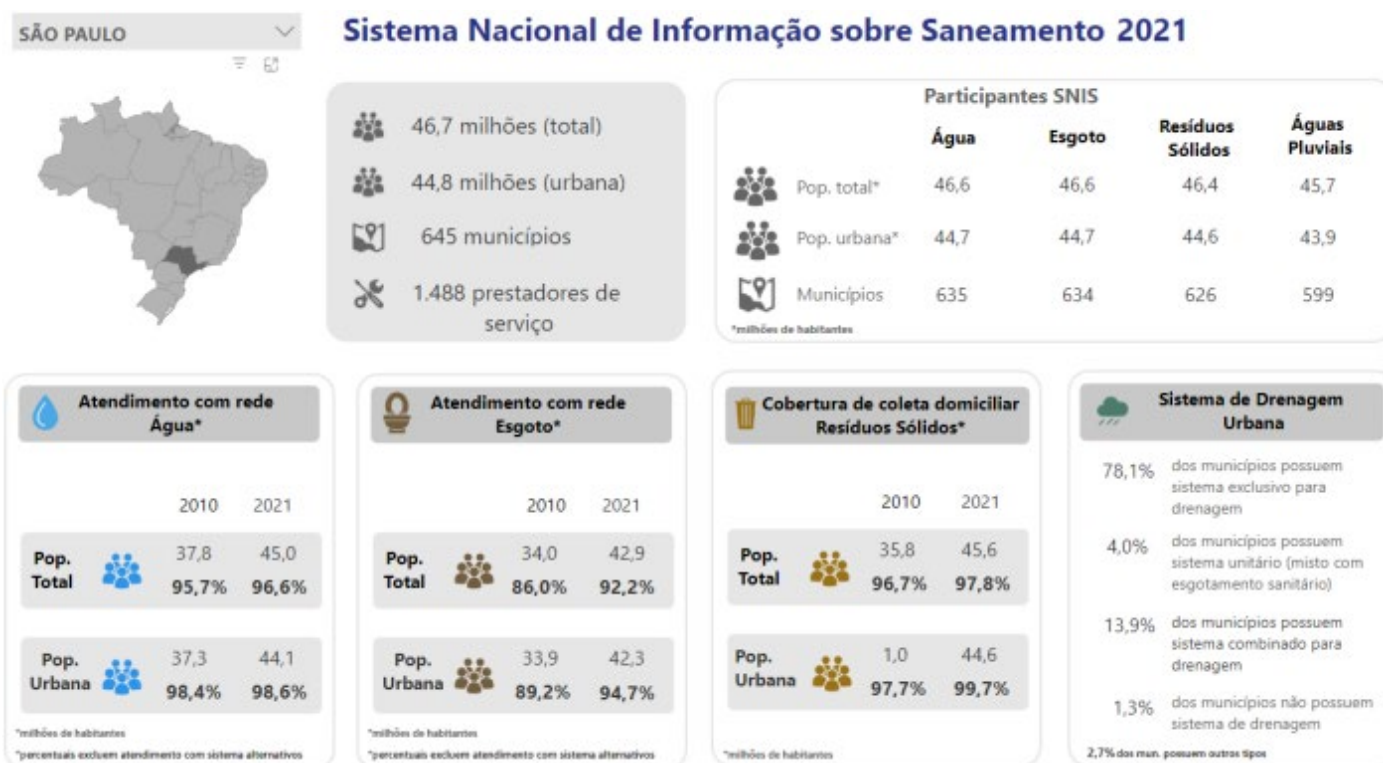 SÃO PAULO
Sistema Nacional de Informação sobre Saneamento 2021
46,7 milhões (total)
44,8 milhões (urbana)
645 municípios
1.488 prestadores de
serviço
Participantes SNIS
Água Esgoto Resíduos Sólidos Águas Pluviais
Pop. total* 46,6 46,6 46,4 45,7
Pop. urbana* 44,7 44,7 44,6 43,9
Municípios 635 634 626 599
*milhões de habitantes
Atendimento com rede
Água*
2010 2021
Pop. Total 37,8 45,0
95,7% 96,6%
Pop. Urbana 37,3 44,1
98,4% 98,6%
*milhões de habitantes
*percentuais excluem atendimento com sistema alternativos
Atendimento com rede
Esgoto*
2010 2021
Pop. Total 34,0 42,9
86,0% 92,2%
Pop. Urbana 33,9 42,3
89,2% 94,7%
*milhões de habitantes
*percentuais excluem atendimento com sistema alternativos
Cobertura de coleta domiciliar
Resíduos Sólidos*
2010 2021
Pop. Total 35,8 45,6
96,7% 97,8%
Pop. Urbana 1,0 44,6
97,7% 99,7%
*milhões de habitantes
Sistema de Drenagem
Urbana
78,1% dos municípios possuem
sistema exclusivo para
drenagem
4,0% dos municípios possuem
sistema unitário (misto com
esgotamento sanitário)
13,9% dos municípios possuem
sistema combinado para
drenagem
1,3% dos municípios não possuem
sistema de drenagem
2,7% dos mun. possuem outros tipos